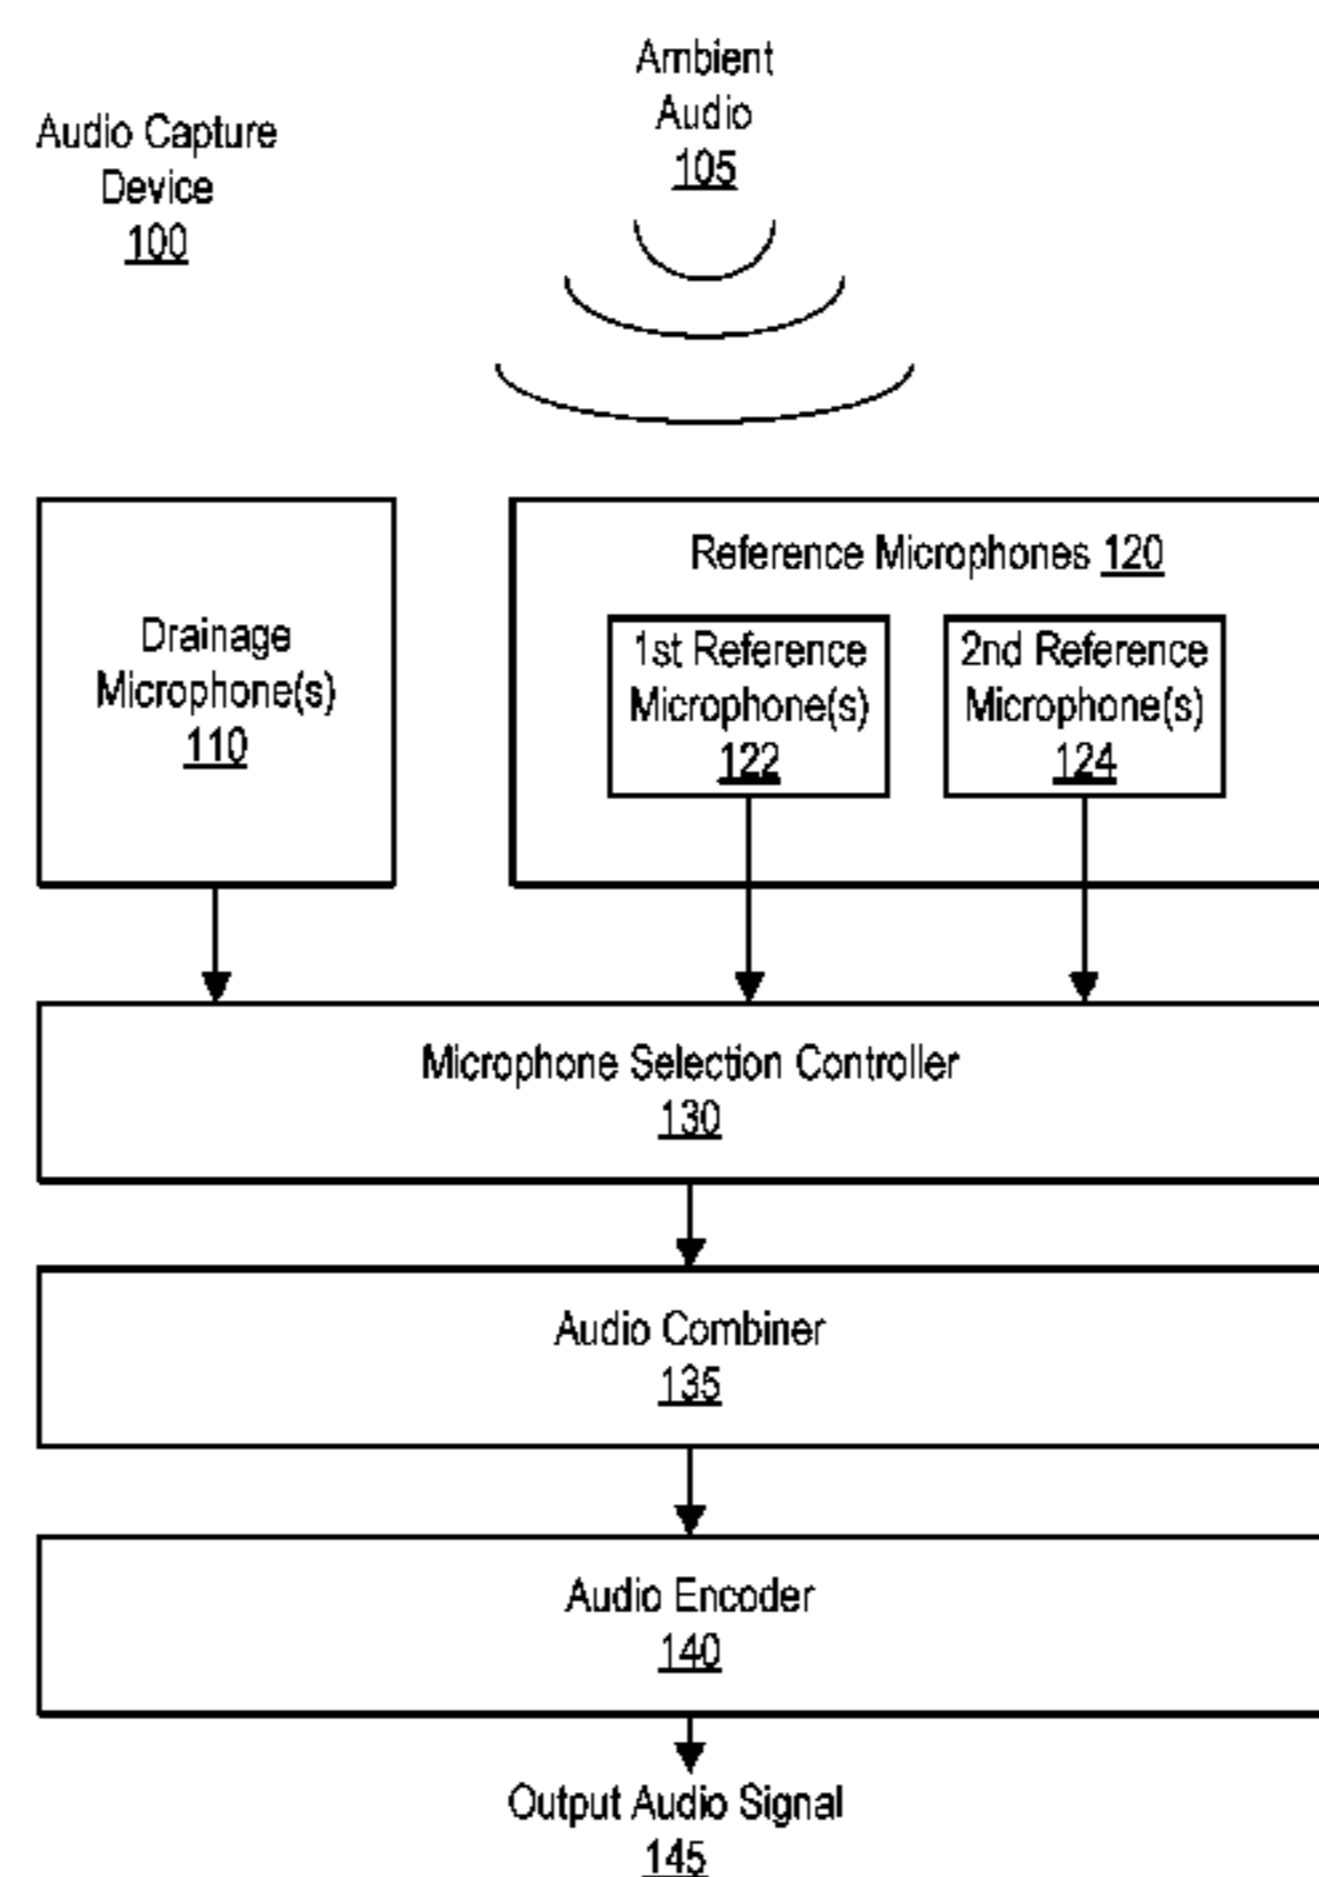 Audio Capture
Device
100
Ambient
Audio
105
Drainage
Microphone(s)
110
Reference Microphones 120
1st Reference
Microphone(s)
122
2nd Reference
Microphone(s)
124
Microphone Selection Controller
130
Audio Combiner
135
Audio Encoder
140
Output Audio Signal
145